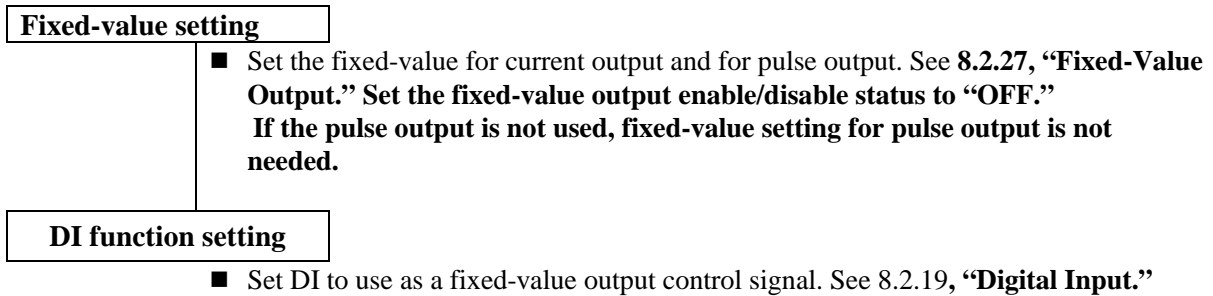 Fixed-value setting
■ Set the fixed-value for current output and for pulse output. See 8.2.27, “Fixed-Value
Output.” Set the fixed-value output enable/disable status to “OFF.”
If the pulse output is not used, fixed-value setting for pulse output is not
needed.
DI function setting
■ Set DI to use as a fixed-value output control signal. See 8.2.19, “Digital Input.”